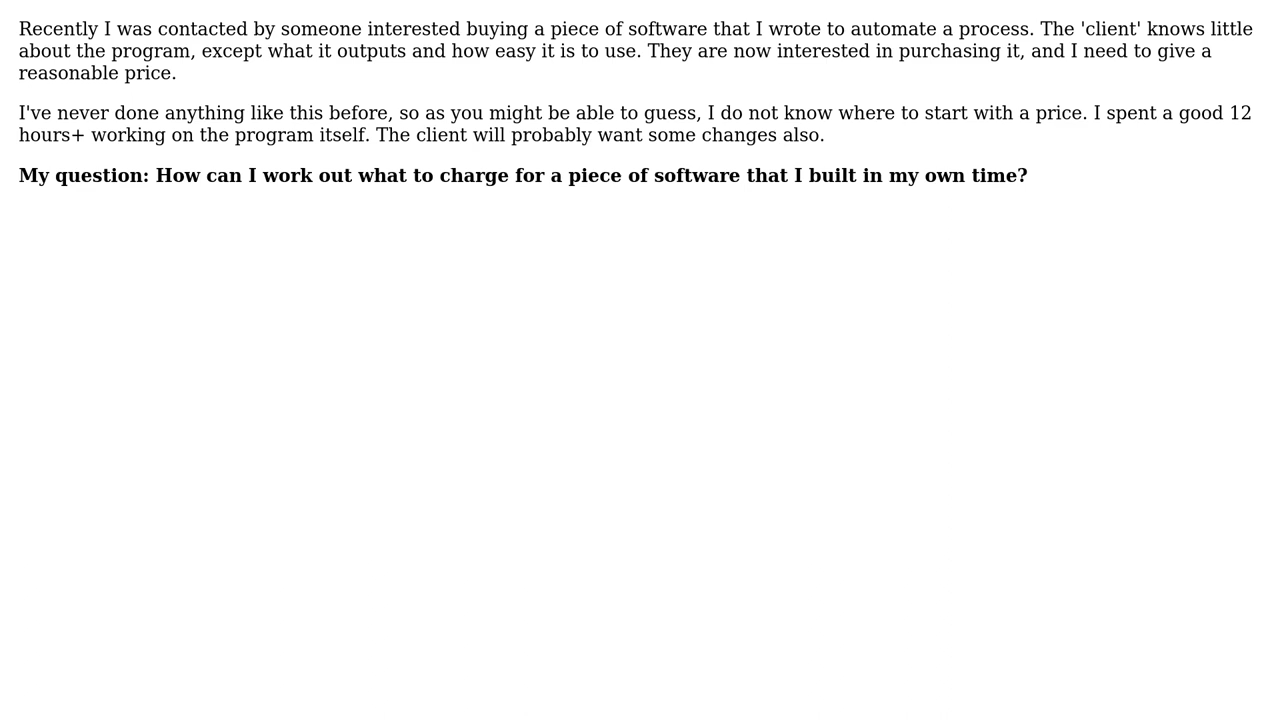 Recently I was contacted by someone interested buying a piece of software that I wrote to automate a process. The 'client' knows little
about the program, except what it outputs and how easy it is to use. They are now interested in purchasing it, and I need to give a
reasonable price.
I've never done anything like this before, so as you might be able to guess, I do not know where to start with a price. I spent a good 12
hours+ working on the program itself. The client will probably want some changes also.
My question: How can I work out what to charge for a piece of software that I built in my own time?